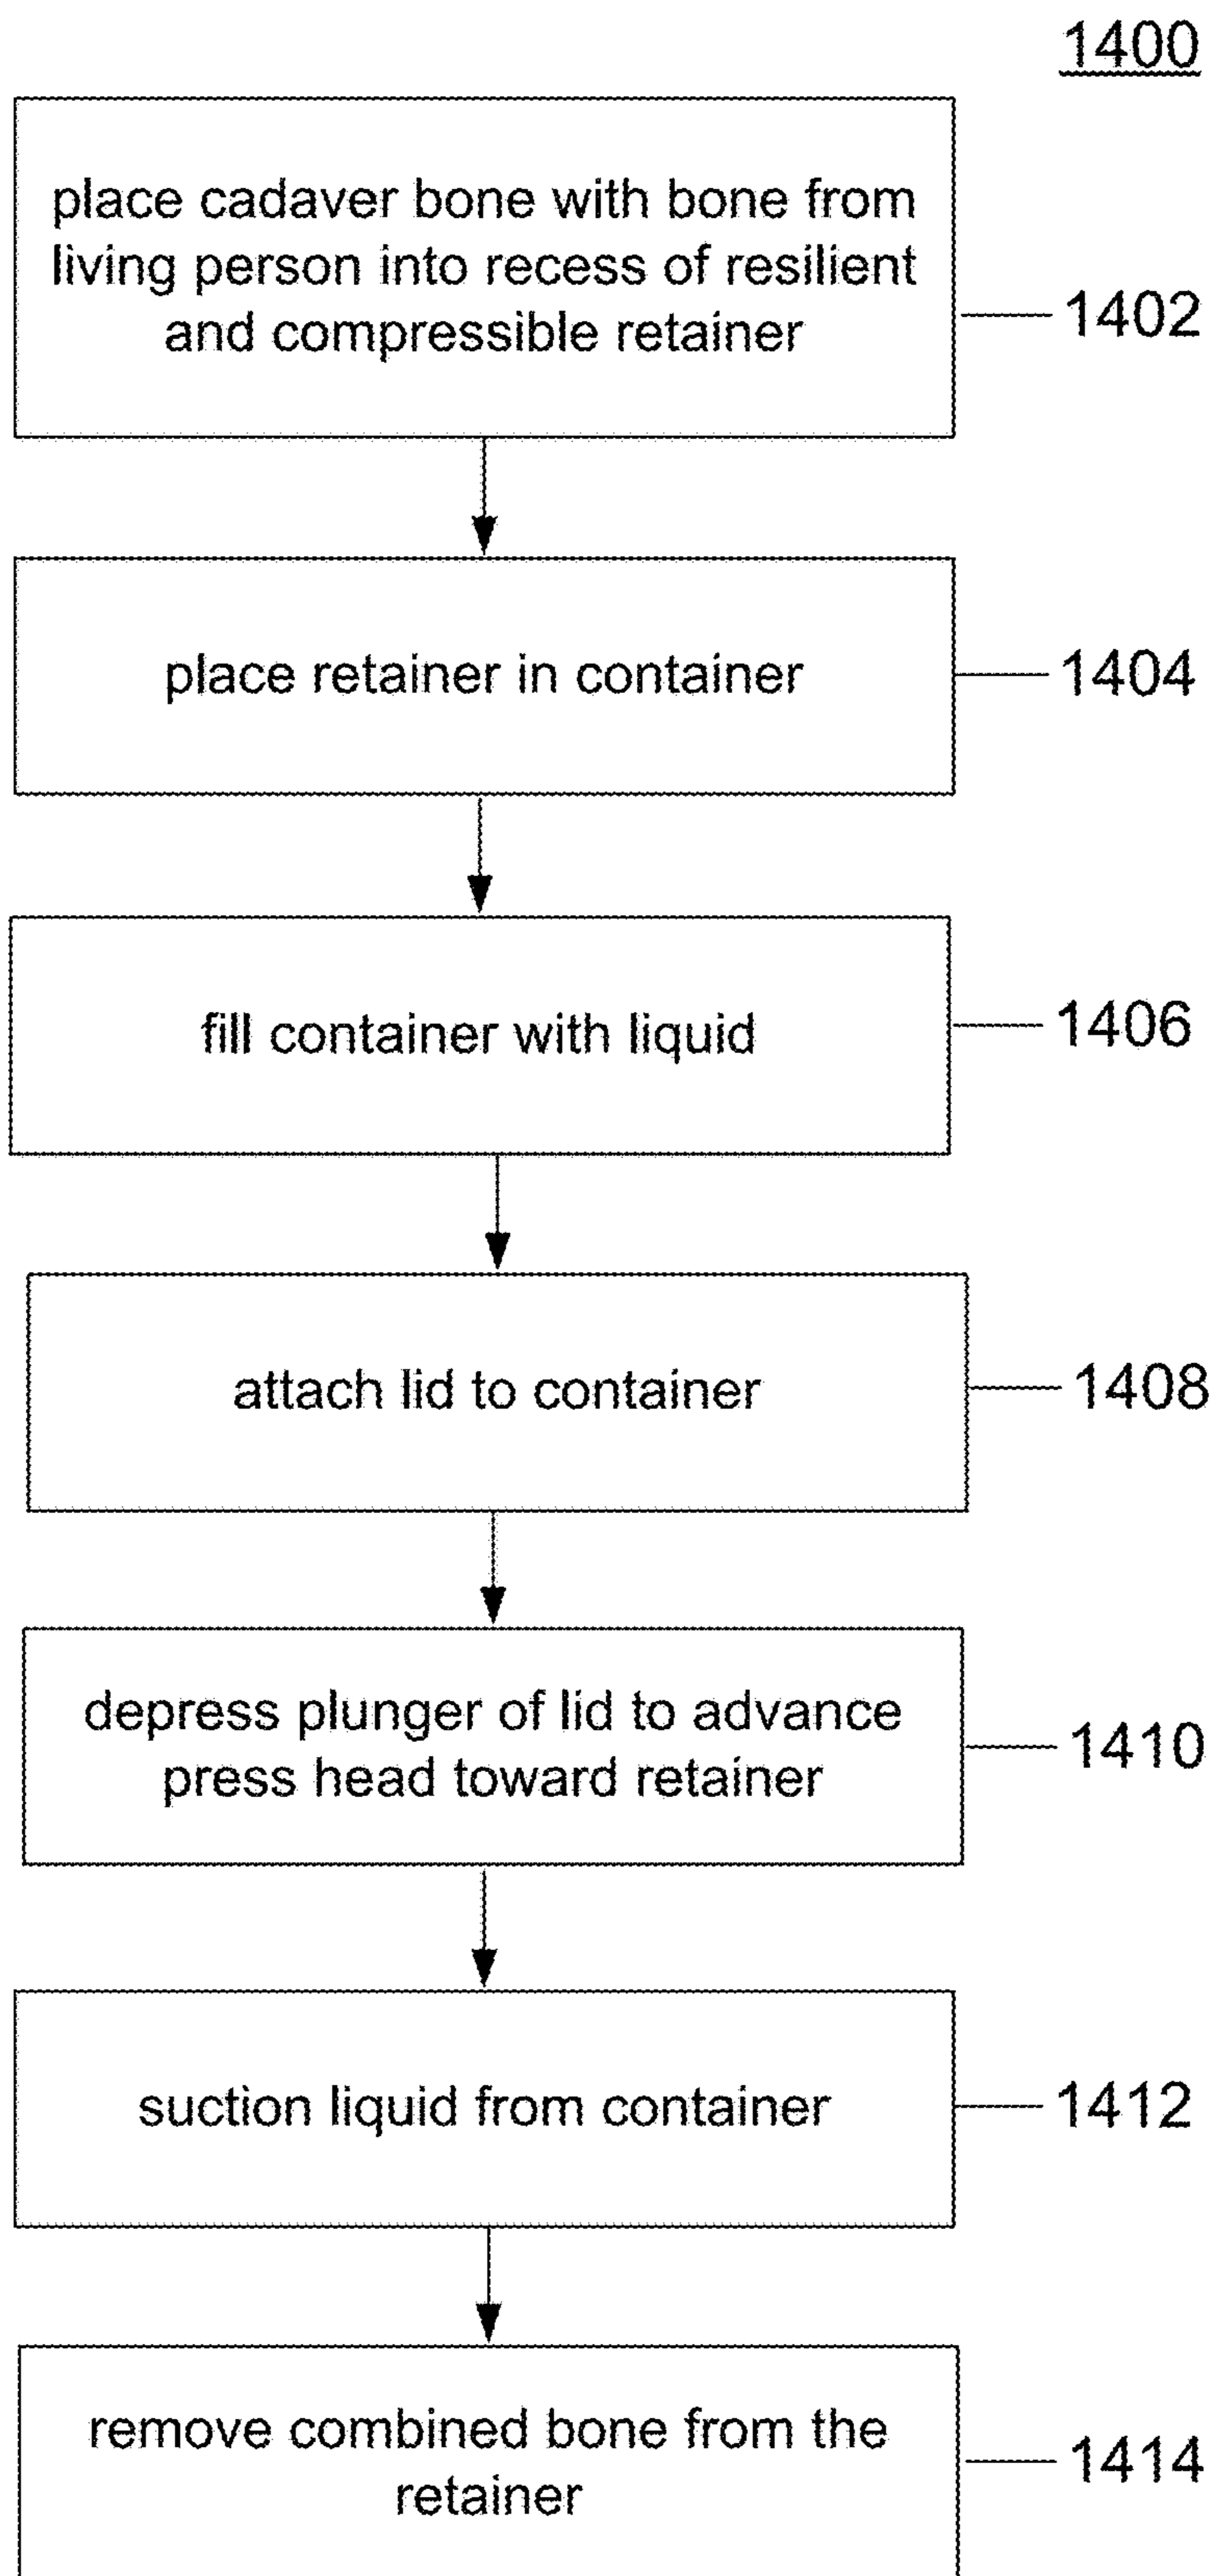 1400
place cadaver bone with bone from
living person into recess of resilient
and compressible retainer
1402
place retainer in container
1404
fill container with liquid
1406
attach lid to container
1408
depress plunger of lid to advance
press head toward retainer
1410
suction liquid from container
1412
remove combined bone from the
retainer
1414